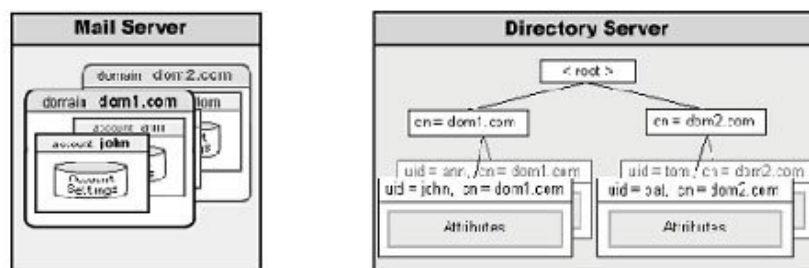 Mail Server
domain dom2.com
domain dom1.com
account john
Account
Settings
Directory Server
< root >
cn = dom1.com
cn = dom2.com
uid = ann, cn = dom1.com
uid = tom, cn = dom2.com
uid = john, cn = dom1.com
uid = pat, cn = dom2.com
Attributes
Attributes